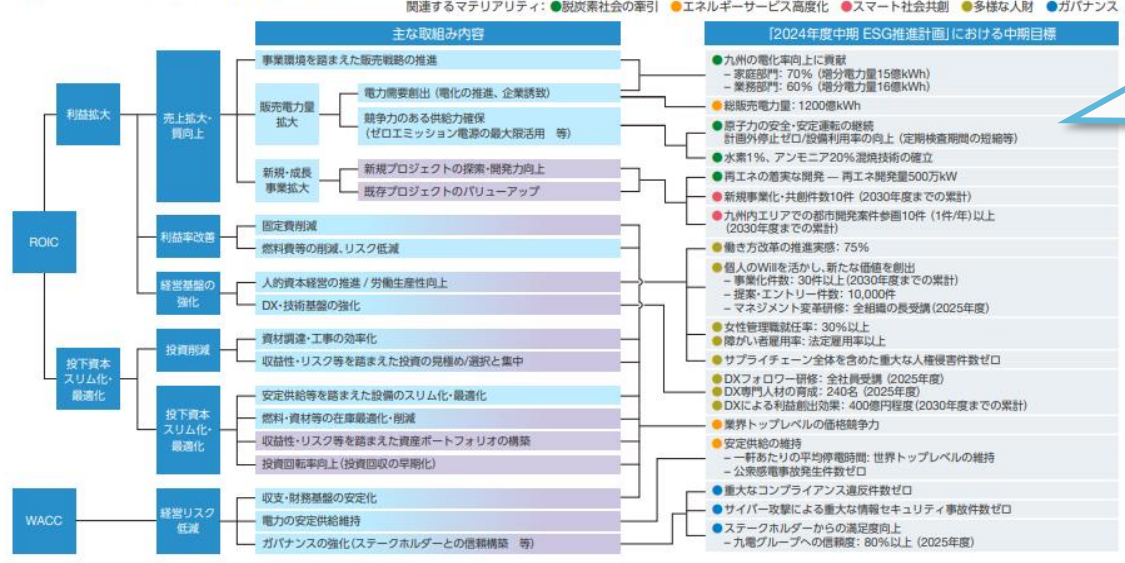 関連するマテリアリティ：●脱炭素社会の牽引 ●エネルギーサービス高度化 ●スマート社会共創 ●多様な人財 ●ガバナンス
主な取組み内容
「2024年度中期 ESG推進計画」における中期目標
ROIC
利益拡大
売上拡大・
質向上
事業環境を踏まえた販売戦略の推進
販売電力量
拡大
電力需要創出（電化の推進、企業誘致）
競争力のある供給力確保
（ゼロエミッション電源の最大限活用 等）
新規・成長
事業拡大
新規プロジェクトの探索・開発力向上
既存プロジェクトのバリューアップ
利益率改善
固定費削減
燃料費等の削減、リスク低減
経営基盤の
強化
人的資本経営の推進 / 労働生産性向上
DX・技術基盤の強化
投下資本
スリム化・
最適化
投資削減
資材調達・工事の効率化
収益性・リスク等を踏まえた投資の見極め/選択と集中
投下資本
スリム化・
最適化
安定供給等を踏まえた設備のスリム化・最適化
燃料・資材等の在庫最適化・削減
収益性・リスク等を踏まえた資産ポートフォリオの構築
投資回転率向上（投資回収の早期化）
WACC
経営リスク
低減
収支・財務基盤の安定化
電力の安定供給維持
ガバナンスの強化（ステークホルダーとの信頼構築 等）
●九州の電化率向上に貢献
– 家庭部門：70%（増分電力量15億kWh）
– 業務部門：60%（増分電力量16億kWh）
●総販売電力量：1200億kWh
●原子力の安全・安定運転の継続
計画外停止ゼロ/設備利用率の向上（定期検査期間の短縮等）
●水素1%、アンモニア20%混焼技術の確立
●再エネの着実な開発 ― 再エネ開発量500万kW
●新規事業化・共創件数10件（2030年度までの累計）
●九州内エリアでの都市開発案件参画10件（1件/年）以上
（2030年度までの累計）
●働き方改革の推進実感：75%
●個人のWillを活かし、新たな価値を創出
– 事業化件数：30件以上（2030年度までの累計）
– 提案・エントリー件数：10,000件
– マネジメント変革研修：全組織の長受講（2025年度）
●女性管理職就任率：30%以上
●障がい者雇用率：法定雇用率以上
●サプライチェーン全体を含めた重大な人権侵害件数ゼロ
●DXフォロワー研修：全社員受講（2025年度）
●DX専門人材の育成：240名（2025年度）
●DXによる利益創出効果：400億円程度（2030年度までの累計）
●業界トップレベルの価格競争力
●安定供給の維持
– 一軒あたりの平均停電時間：世界トップレベルの維持
– 公衆感電事故発生件数ゼロ
●重大なコンプライアンス違反件数ゼロ
●サイバー攻撃による重大な情報セキュリティ事故件数ゼロ
●ステークホルダーからの満足度向上
– 九電グループへの信頼度：80%以上（2025年度）